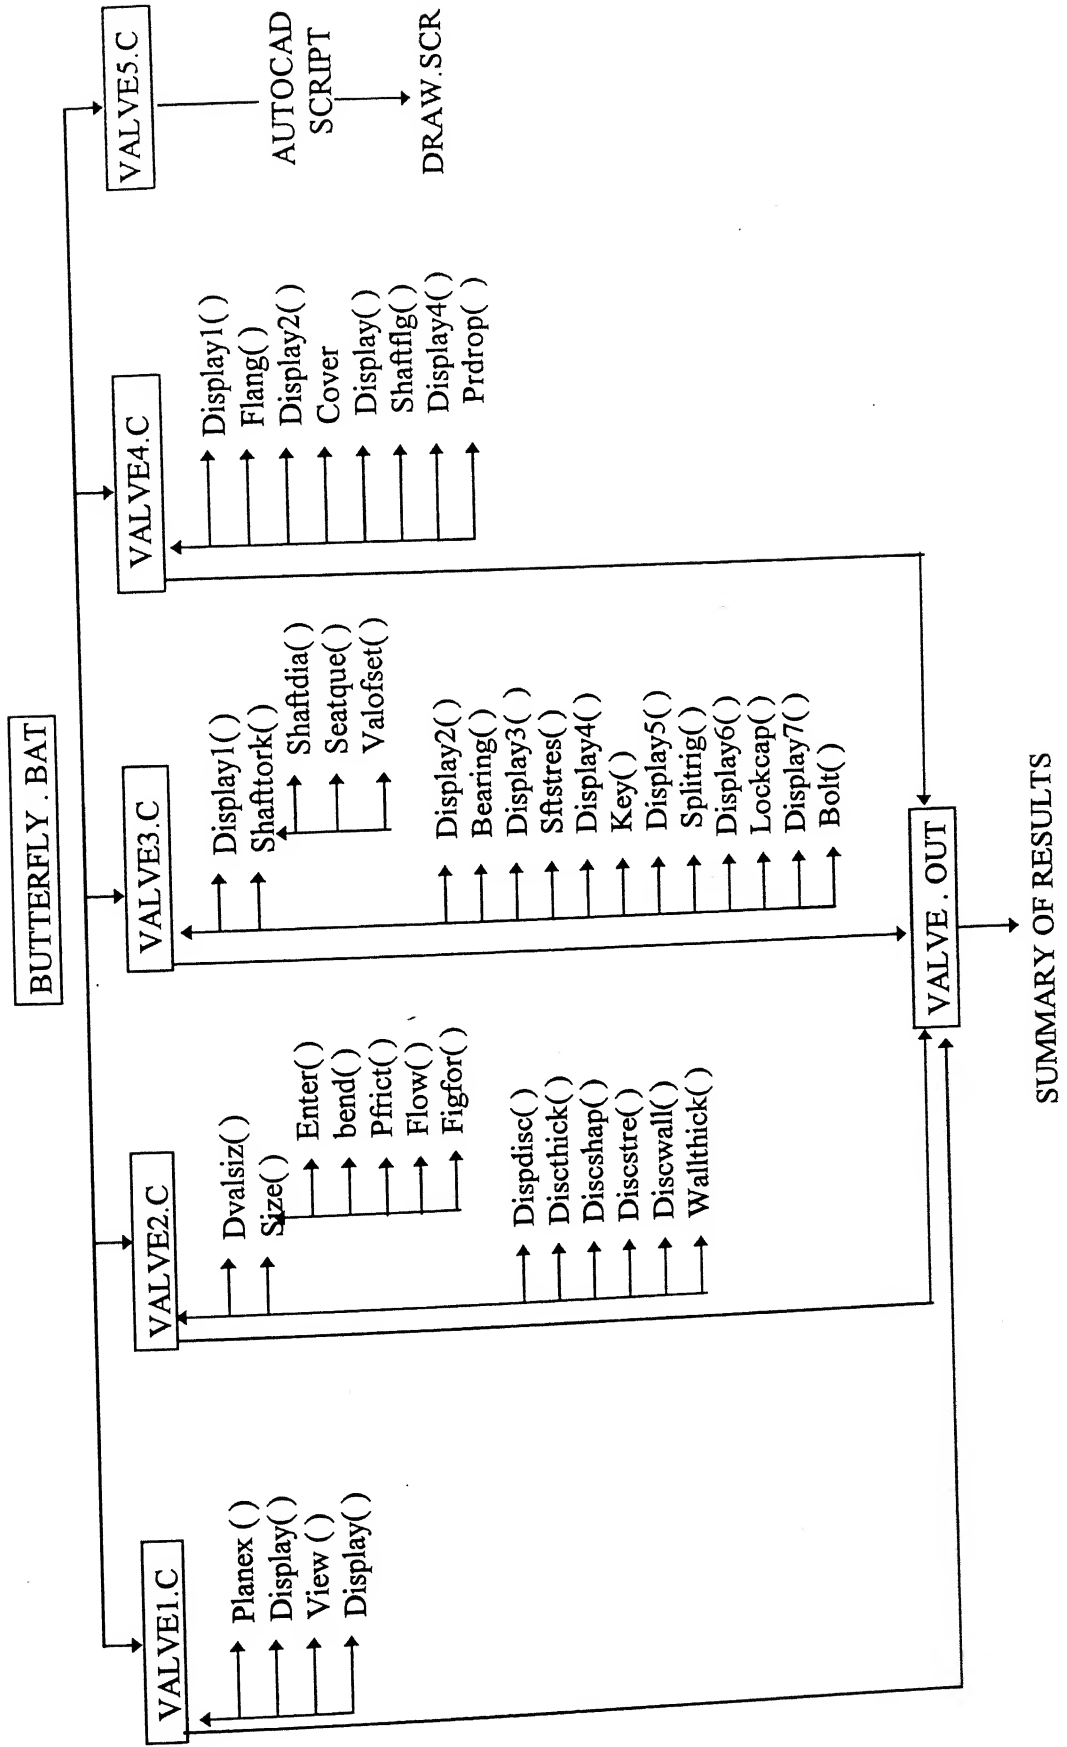 BUTTERFLY . BAT
VALVE1.C
Planex ( )
Display( )
View ( )
Display( )
VALVE2.C
Dvalsiz( )
Size( )
Enter( )
bend( )
Pfrict( )
Flow( )
Figfor( )
Dispdisc( )
Discthick( )
Discshap( )
Discstre( )
Discwall( )
Wallthick( )
VALVE3.C
Display1( )
Shafttork( )
Shaftdia( )
Seatque( )
Valofset( )
Display2( )
Bearing( )
Display3( )
Sftstres( )
Display4( )
Key( )
Display5( )
Splitrig( )
Display6( )
Lockcap( )
Display7( )
Bolt( )
VALVE4.C
Display1( )
Flang( )
Display2( )
Cover
Display( )
Shaftflg( )
Display4( )
Prdrop( )
VALVE5.C
AUTOCAD
SCRIPT
DRAW.SCR
VALVE . OUT
SUMMARY OF RESULTS